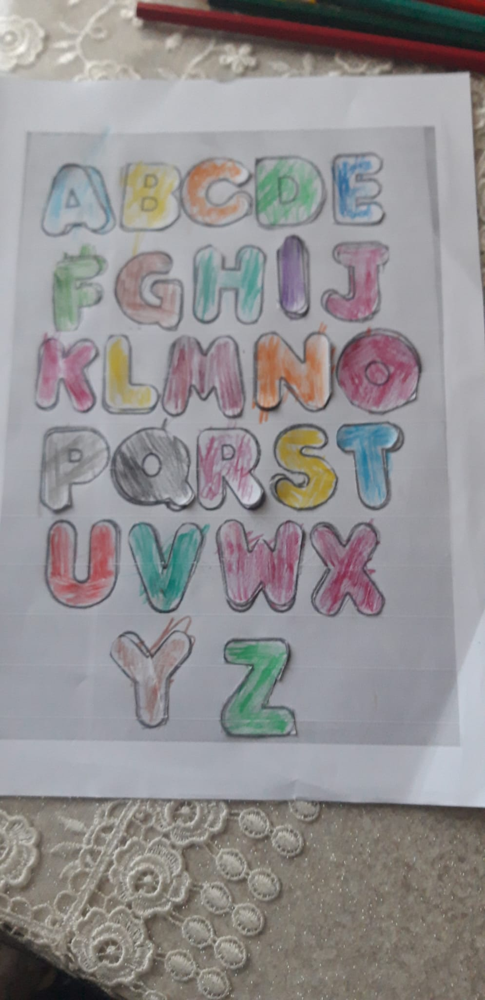 ABCDE
FGHIJ
KLMNO
PQRST
UVWX
YZ